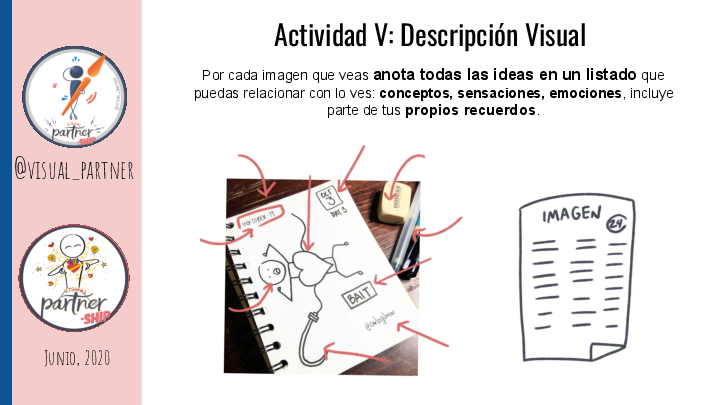 Actividad V: Descripción Visual
Por cada imagen que veas anota todas las ideas en un listado que
puedas relacionar con lo ves: conceptos, sensaciones, emociones, incluye
parte de tus propios recuerdos.
partner
SHIP
@VISUAL_PARTNER
VISUAL
partner
SHIP
JUNIO, 2020
INKTOBER-19
OCT
3
DAY 3
BAIT
IMAGEN
24